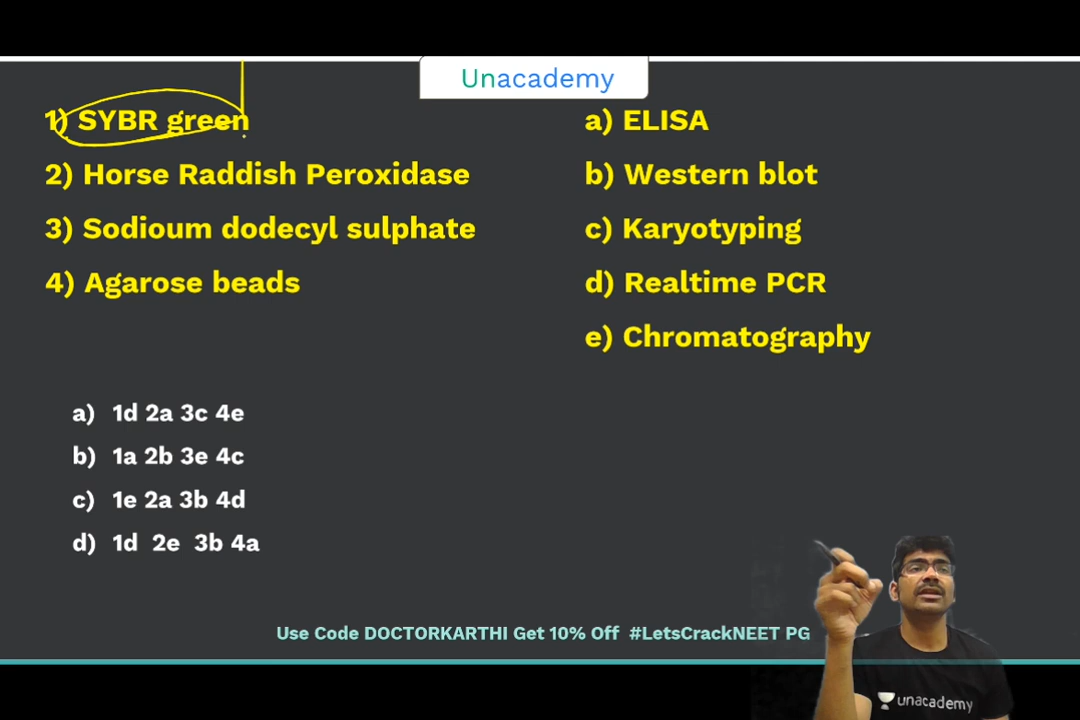 Unacademy
1) SYBR green
2) Horse Raddish Peroxidase
3) Sodioum dodecyl sulphate
4) Agarose beads
a) ELISA
b) Western blot
c) Karyotyping
d) Realtime PCR
e) Chromatography
a) 1d 2a 3c 4e
b) 1a 2b 3e 4c
c) 1e 2a 3b 4d
d) 1d 2e 3b 4a
Use Code DOCTORKARTHI Get 10% Off #LetsCrackNEET PG
unacademy